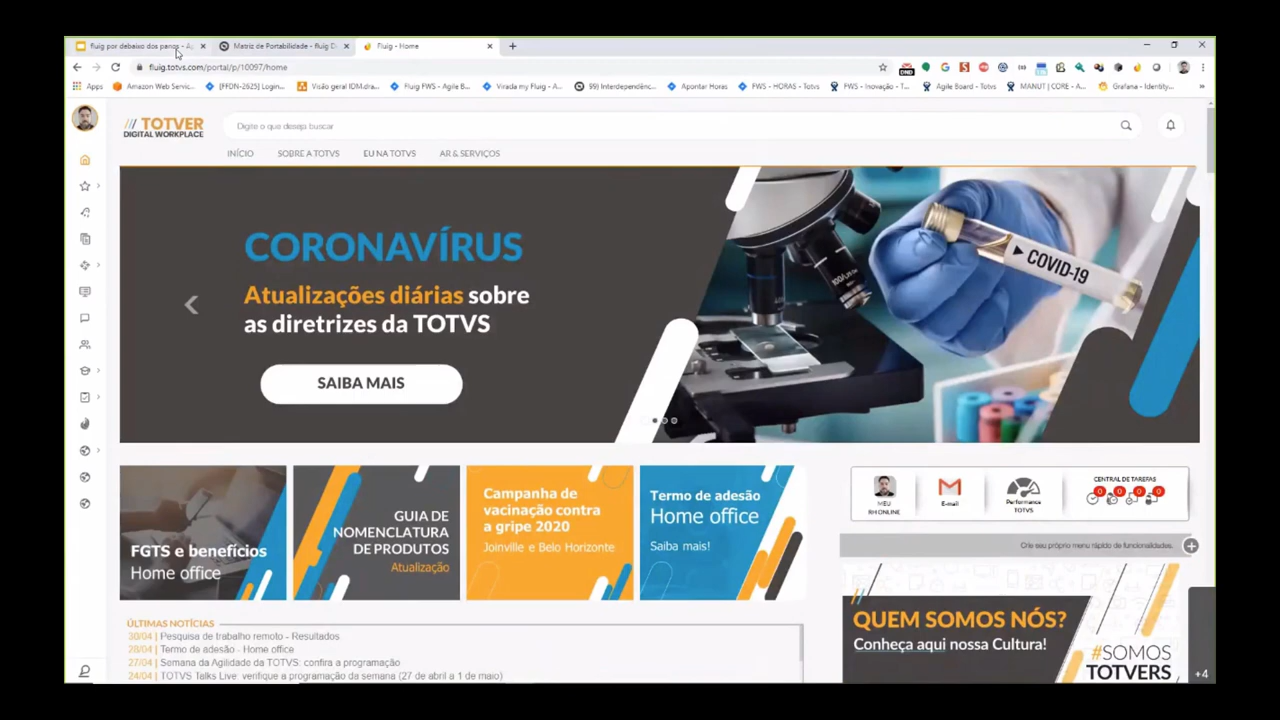 fluig por debaixo dos panos - A
Matriz de Portabilidade - fluig D
Fluig - Home
fluig.totvs.com/portal/p/10097/home
DND
Apps
Amazon Web Servic...
[FFDN-2625] Login...
Visão geral IDM.dra...
Fluig FWS - Agile B...
Virada my Fluig - A...
99) Interdependênc...
Apontar Horas
FWS - HORAS - Totvs
FWS - Inovação - T...
Agile Board - Totvs
MANUT | CORE - A...
Grafana - Identity...
/// TOTVER
DIGITAL WORKPLACE
Digite o que deseja buscar
INÍCIO
SOBRE A TOTVS
EU NA TOTVS
AR & SERVIÇOS
CORONAVÍRUS
Atualizações diárias sobre
as diretrizes da TOTVS
SAIBA MAIS
100/
COVID-19
FGTS e benefícios
Home office
GUIA DE
NOMENCLATURA
DE PRODUTOS
Atualização
Campanha de
vacinação contra
a gripe 2020
Joinville e Belo Horizonte
Termo de adesão
Home office
Saiba mais!
MEU
RH ONLINE
E-mail
Performance
TOTVS
CENTRAL DE TAREFAS
0 0 0 0
Crie seu próprio menu rápido de funcionalidades.
QUEM SOMOS NÓS?
Conheça aqui nossa Cultura!
#SOMOS
TOTVERS
ÚLTIMAS NOTÍCIAS
30/04 | Pesquisa de trabalho remoto - Resultados
28/04 | Termo de adesão - Home office
27/04 | Semana da Agilidade da TOTVS: confira a programação
24/04 | TOTVS Talks Live: verifique a programação da semana (27 de abril a 1 de maio)
+4